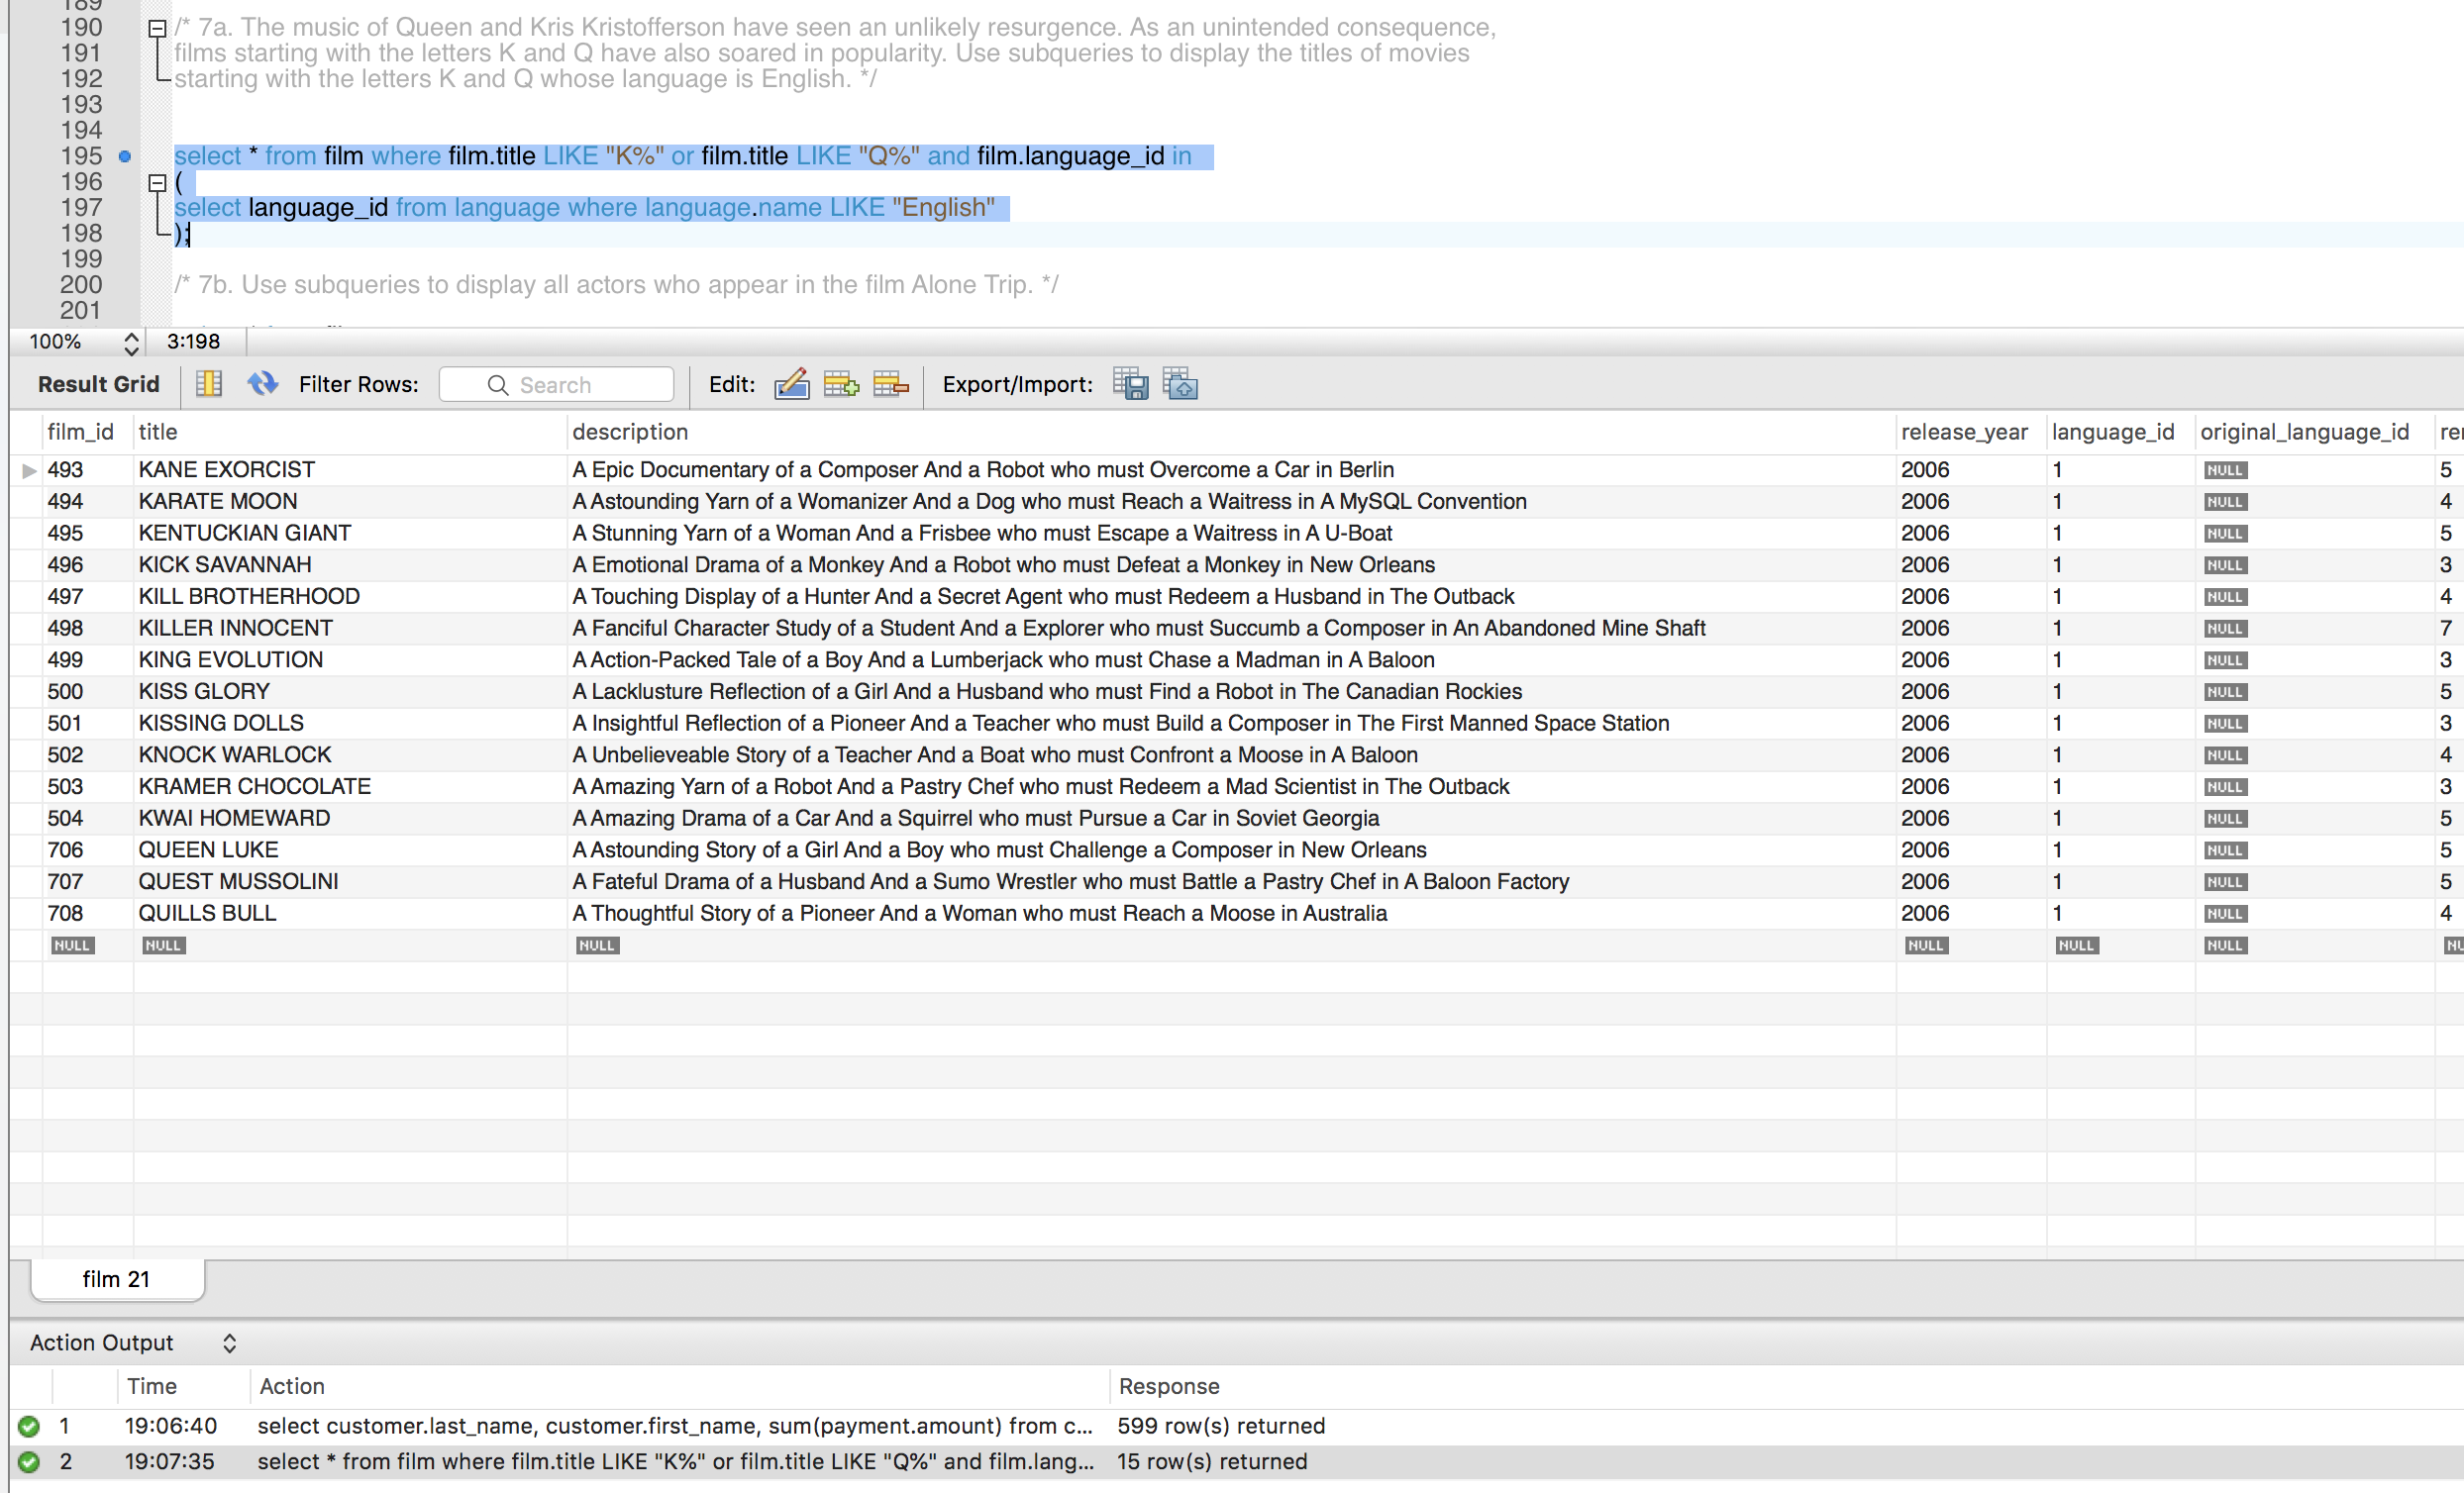 189
190 /* 7a. The music of Queen and Kris Kristofferson have seen an unlikely resurgence. As an unintended consequence,
191 films starting with the letters K and Q have also soared in popularity. Use subqueries to display the titles of movies
192 starting with the letters K and Q whose language is English. */
193
194
195 select * from film where film.title LIKE "K%" or film.title LIKE "Q%" and film.language_id in
196 (
197 select language_id from language where language.name LIKE "English"
198 );
199
200 /* 7b. Use subqueries to display all actors who appear in the film Alone Trip. */
201
100% 3:198
Result Grid Filter Rows: Search Edit: Export/Import:
film_id title description release_year language_id original_language_id
493 KANE EXORCIST A Epic Documentary of a Composer And a Robot who must Overcome a Car in Berlin 2006 1 NULL 5
494 KARATE MOON A Astounding Yarn of a Womanizer And a Dog who must Reach a Waitress in A MySQL Convention 2006 1 NULL 4
495 KENTUCKIAN GIANT A Stunning Yarn of a Woman And a Frisbee who must Escape a Waitress in A U-Boat 2006 1 NULL 5
496 KICK SAVANNAH A Emotional Drama of a Monkey And a Robot who must Defeat a Monkey in New Orleans 2006 1 NULL 3
497 KILL BROTHERHOOD A Touching Display of a Hunter And a Secret Agent who must Redeem a Husband in The Outback 2006 1 NULL 4
498 KILLER INNOCENT A Fanciful Character Study of a Student And a Explorer who must Succumb a Composer in An Abandoned Mine Shaft 2006 1 NULL 7
499 KING EVOLUTION A Action-Packed Tale of a Boy And a Lumberjack who must Chase a Madman in A Baloon 2006 1 NULL 3
500 KISS GLORY A Lacklusture Reflection of a Girl And a Husband who must Find a Robot in The Canadian Rockies 2006 1 NULL 5
501 KISSING DOLLS A Insightful Reflection of a Pioneer And a Teacher who must Build a Composer in The First Manned Space Station 2006 1 NULL 3
502 KNOCK WARLOCK A Unbelieveable Story of a Teacher And a Boat who must Confront a Moose in A Baloon 2006 1 NULL 4
503 KRAMER CHOCOLATE A Amazing Yarn of a Robot And a Pastry Chef who must Redeem a Mad Scientist in The Outback 2006 1 NULL 3
504 KWAI HOMEWARD A Amazing Drama of a Car And a Squirrel who must Pursue a Car in Soviet Georgia 2006 1 NULL 5
706 QUEEN LUKE A Astounding Story of a Girl And a Boy who must Challenge a Composer in New Orleans 2006 1 NULL 5
707 QUEST MUSSOLINI A Fateful Drama of a Husband And a Sumo Wrestler who must Battle a Pastry Chef in A Baloon Factory 2006 1 NULL 5
708 QUILLS BULL A Thoughtful Story of a Pioneer And a Woman who must Reach a Moose in Australia 2006 1 NULL 4
NULL NULL NULL NULL NULL NULL
film 21
Action Output
Time Action Response
1 19:06:40 select customer.last_name, customer.first_name, sum(payment.amount) from c... 599 row(s) returned
2 19:07:35 select * from film where film.title LIKE "K%" or film.title LIKE "Q%" and film.lang... 15 row(s) returned